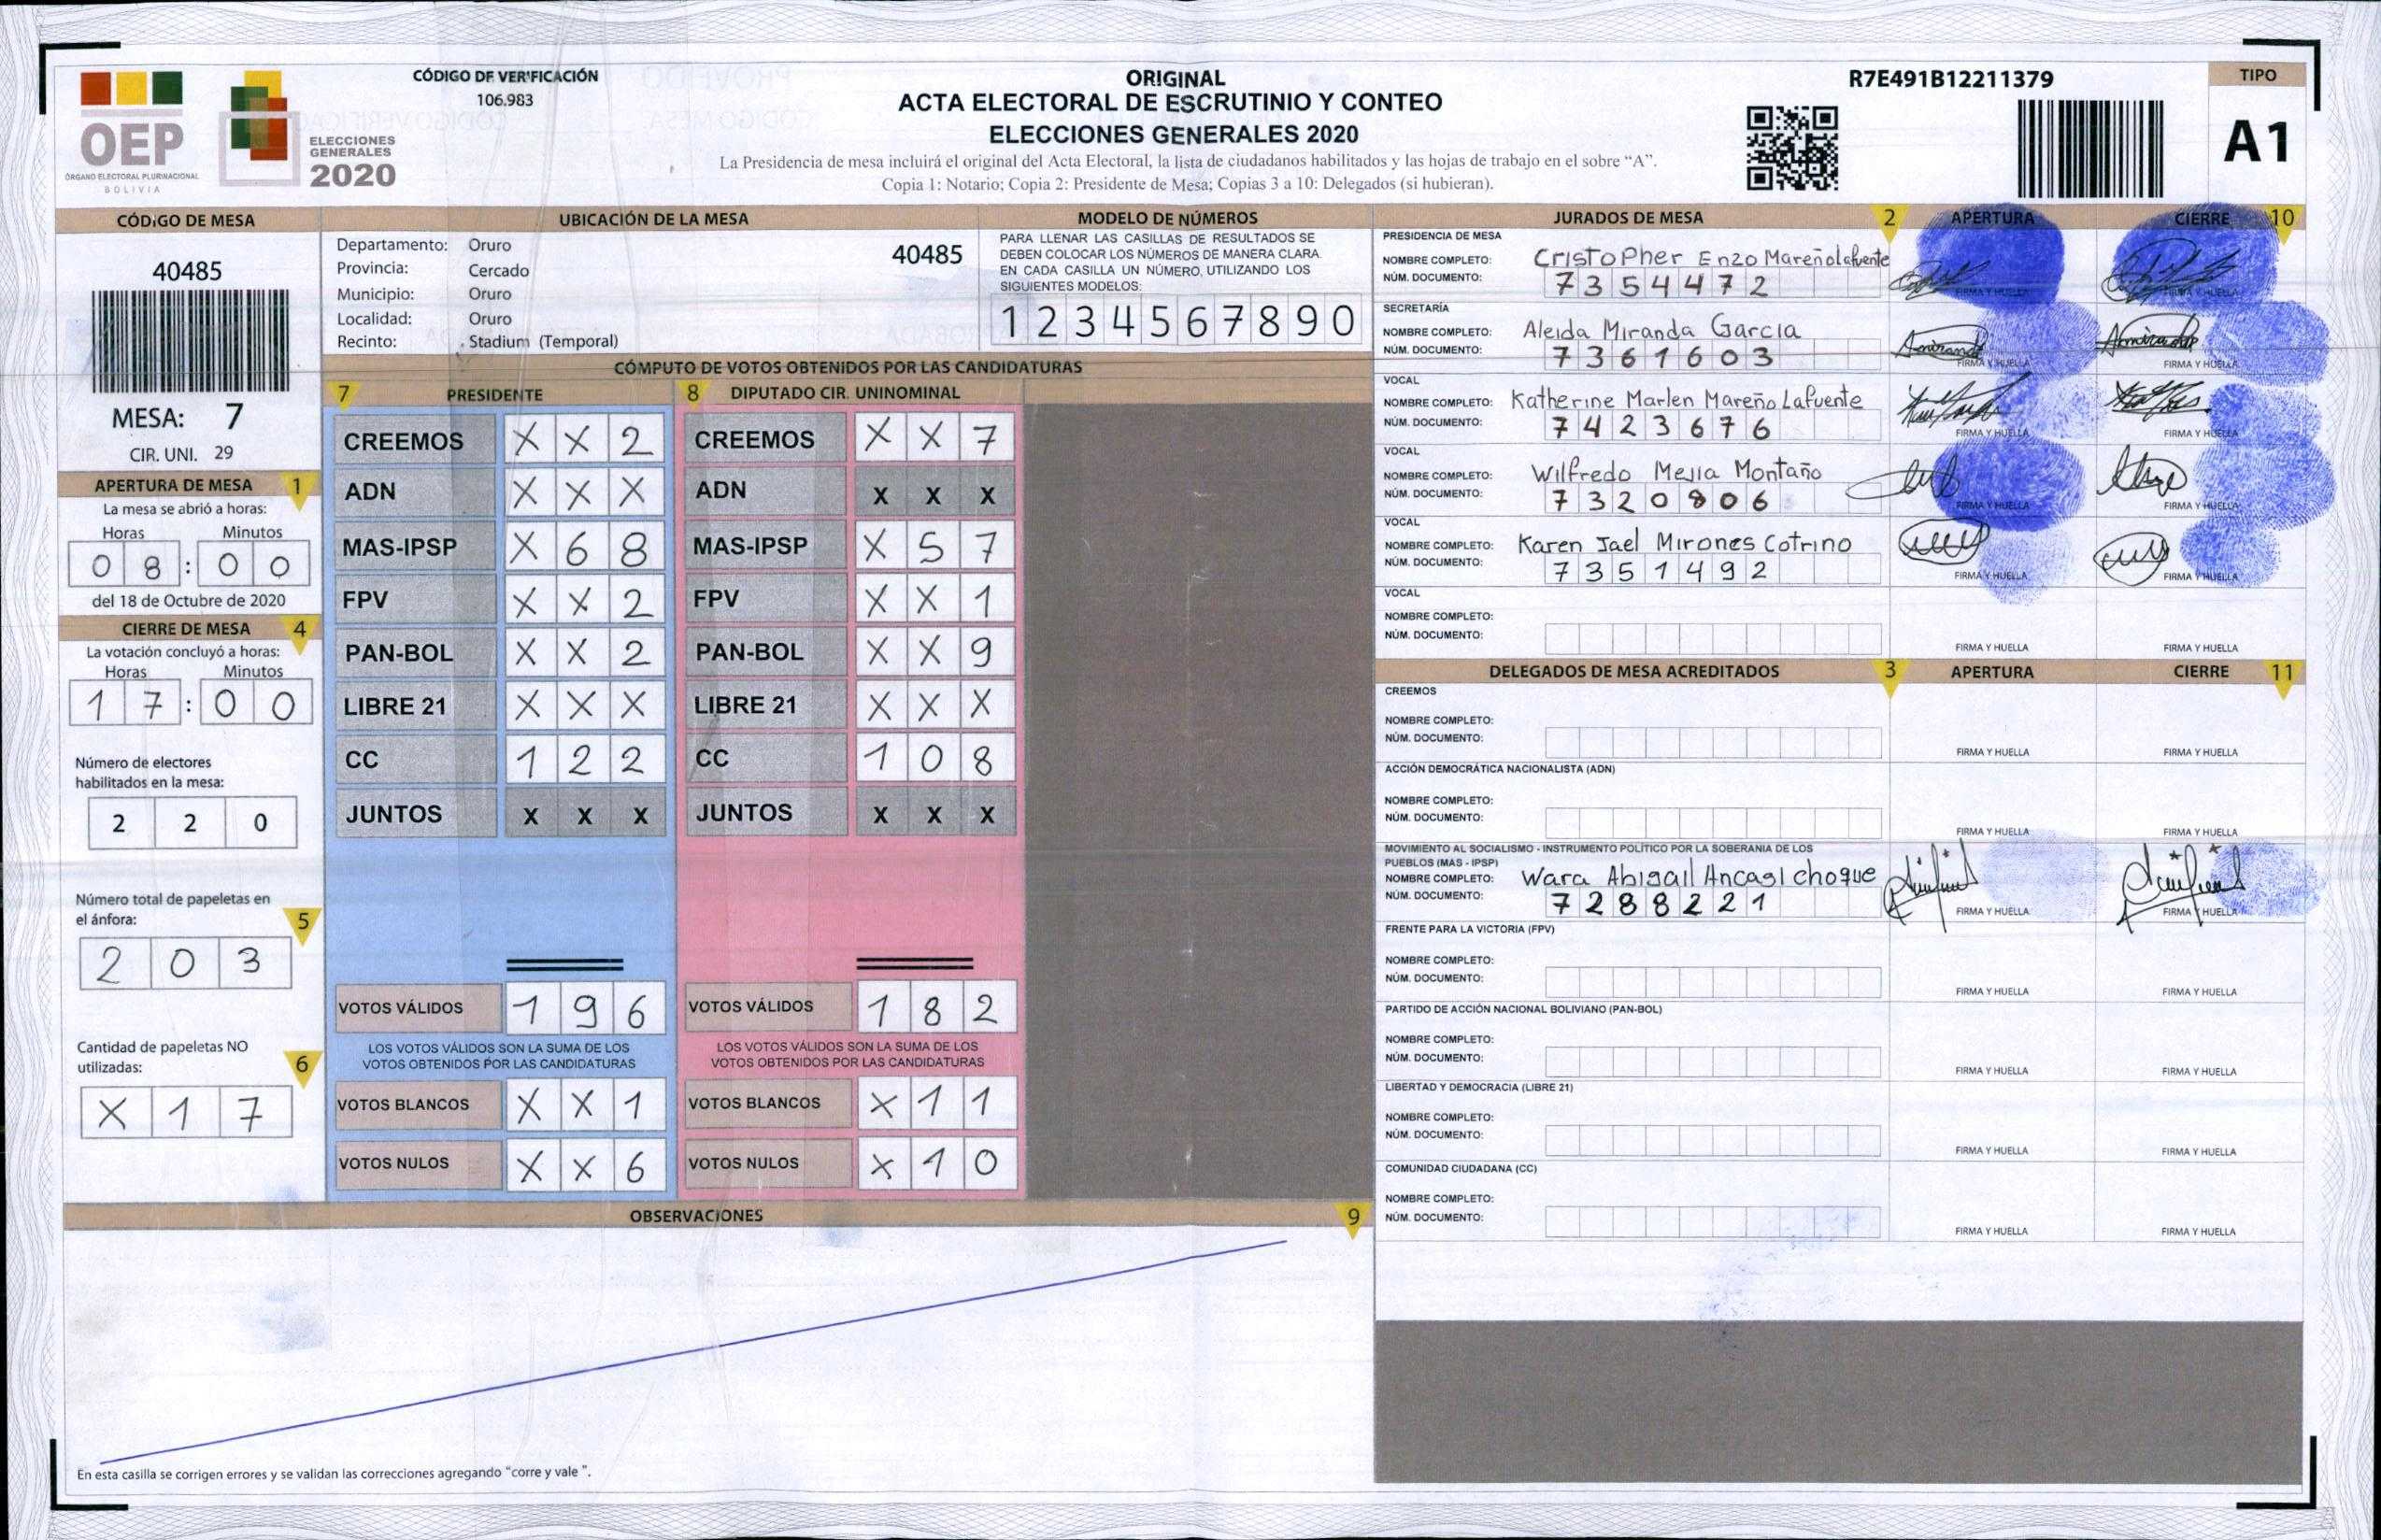 CÓDIGO DE VERIFICACIÓN
106.983
OEP
ÓRGANO ELECTORAL PLURINACIONAL
BOLIVIA
ELECCIONES
GENERALES
2020
ORIGINAL
ACTA ELECTORAL DE ESCRUTINIO Y CONTEO
ELECCIONES GENERALES 2020
La Presidencia de mesa incluirá el original del Acta Electoral, la lista de ciudadanos habilitados y las hojas de trabajo en el sobre “A”.
Copia 1: Notario; Copia 2: Presidente de Mesa; Copias 3 a 10: Delegados (si hubieran).
R7E491B12211379
TIPO
A1
CÓDIGO DE MESA
40485
MESA: 7
CIR. UNI. 29
APERTURA DE MESA 1
La mesa se abrió a horas:
Horas Minutos
0 8 : 0 0
del 18 de Octubre de 2020
CIERRE DE MESA 4
La votación concluyó a horas:
Horas Minutos
1 7 : 0 0
Número de electores
habilitados en la mesa:
2 2 0
Número total de papeletas en
el ánfora: 5
2 0 3
Cantidad de papeletas NO
utilizadas: 6
X 1 7
UBICACIÓN DE LA MESA
Departamento: Oruro
40485
Provincia: Cercado
Municipio: Oruro
Localidad: Oruro
Recinto: Stadium (Temporal)
MODELO DE NÚMEROS
PARA LLENAR LAS CASILLAS DE RESULTADOS SE
DEBEN COLOCAR LOS NÚMEROS DE MANERA CLARA.
EN CADA CASILLA UN NÚMERO, UTILIZANDO LOS
SIGUIENTES MODELOS:
1 2 3 4 5 6 7 8 9 0
CÓMPUTO DE VOTOS OBTENIDOS POR LAS CANDIDATURAS
7 PRESIDENTE
CREEMOS X X 2
ADN X X X
MAS-IPSP X 6 8
FPV X X 2
PAN-BOL X X 2
LIBRE 21 X X X
CC 1 2 2
JUNTOS X X X
VOTOS VÁLIDOS 1 9 6
LOS VOTOS VÁLIDOS SON LA SUMA DE LOS
VOTOS OBTENIDOS POR LAS CANDIDATURAS
VOTOS BLANCOS X X 1
VOTOS NULOS X X 6
8 DIPUTADO CIR. UNINOMINAL
CREEMOS X X 7
ADN X X X
MAS-IPSP X 5 7
FPV X X 1
PAN-BOL X X 9
LIBRE 21 X X X
CC 1 0 8
JUNTOS X X X
VOTOS VÁLIDOS 1 8 2
LOS VOTOS VÁLIDOS SON LA SUMA DE LOS
VOTOS OBTENIDOS POR LAS CANDIDATURAS
VOTOS BLANCOS X 1 1
VOTOS NULOS X 1 0
OBSERVACIONES 9
En esta casilla se corrigen errores y se validan las correcciones agregando “corre y vale ”.
JURADOS DE MESA 2 APERTURA CIERRE 10
PRESIDENCIA DE MESA
NOMBRE COMPLETO: Cristopher Enzo Mareño Lafuente
NÚM. DOCUMENTO: 7 3 5 4 4 7 2
FIRMA Y HUELLA FIRMA Y HUELLA
SECRETARÍA
NOMBRE COMPLETO: Aleida Miranda Garcia
NÚM. DOCUMENTO: 7 3 6 1 6 0 3
FIRMA Y HUELLA FIRMA Y HUELLA
VOCAL
NOMBRE COMPLETO: Katherine Marlen Mareño Lafuente
NÚM. DOCUMENTO: 7 4 2 3 6 7 6
FIRMA Y HUELLA FIRMA Y HUELLA
VOCAL
NOMBRE COMPLETO: Wilfredo Mejia Montaño
NÚM. DOCUMENTO: 7 3 2 0 8 0 6
FIRMA Y HUELLA FIRMA Y HUELLA
VOCAL
NOMBRE COMPLETO: Karen Jael Mirones Cotrino
NÚM. DOCUMENTO: 7 3 5 1 4 9 2
FIRMA Y HUELLA FIRMA Y HUELLA
VOCAL
NOMBRE COMPLETO:
NÚM. DOCUMENTO:
FIRMA Y HUELLA FIRMA Y HUELLA
DELEGADOS DE MESA ACREDITADOS 3 APERTURA CIERRE 11
CREEMOS
NOMBRE COMPLETO:
NÚM. DOCUMENTO:
FIRMA Y HUELLA FIRMA Y HUELLA
ACCIÓN DEMOCRÁTICA NACIONALISTA (ADN)
NOMBRE COMPLETO:
NÚM. DOCUMENTO:
FIRMA Y HUELLA FIRMA Y HUELLA
MOVIMIENTO AL SOCIALISMO - INSTRUMENTO POLÍTICO POR LA SOBERANIA DE LOS
PUEBLOS (MAS - IPSP)
NOMBRE COMPLETO: Wara Abigail Ancasi choque
NÚM. DOCUMENTO: 7 2 8 8 2 2 1
FIRMA Y HUELLA FIRMA Y HUELLA
FRENTE PARA LA VICTORIA (FPV)
NOMBRE COMPLETO:
NÚM. DOCUMENTO:
FIRMA Y HUELLA FIRMA Y HUELLA
PARTIDO DE ACCIÓN NACIONAL BOLIVIANO (PAN-BOL)
NOMBRE COMPLETO:
NÚM. DOCUMENTO:
FIRMA Y HUELLA FIRMA Y HUELLA
LIBERTAD Y DEMOCRACIA (LIBRE 21)
NOMBRE COMPLETO:
NÚM. DOCUMENTO:
FIRMA Y HUELLA FIRMA Y HUELLA
COMUNIDAD CIUDADANA (CC)
NOMBRE COMPLETO:
NÚM. DOCUMENTO:
FIRMA Y HUELLA FIRMA Y HUELLA